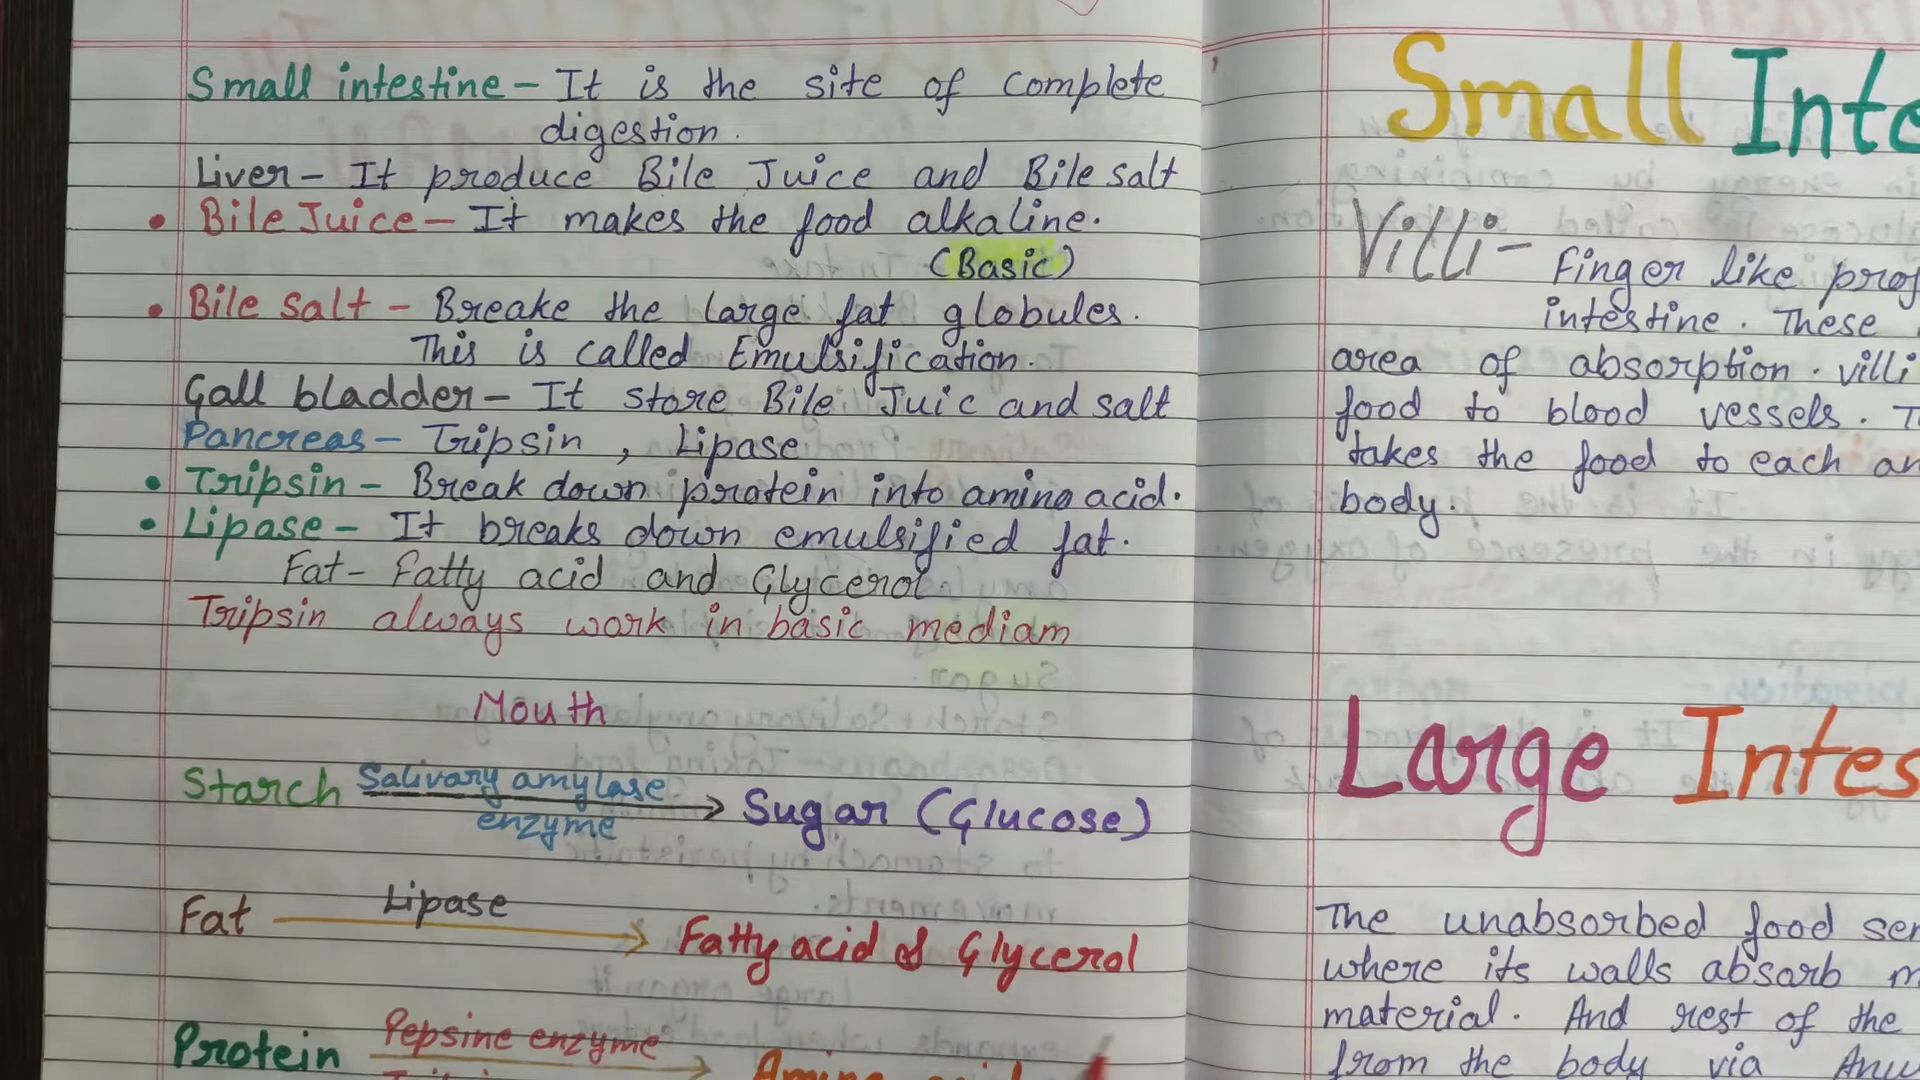 Small intestine - It is the site of complete
digestion.
Liver - It produce Bile Juice and Bile salt
• Bile Juice - It makes the food alkaline.
(Basic)
• Bile salt - Breake the large fat globules.
This is called Emulsification.
Gall bladder - It store Bile Juic and salt
Pancreas - Tripsin , Lipase
• Tripsin - Break down protein into amino acid.
• Lipase - It breaks down emulsified fat.
Fat - Fatty acid and Glycerol
Tripsin always work in basic mediam
Mouth
Starch Salivary amylase → Sugar (Glucose)
enzyme
Fat Lipase → Fatty acid & Glycerol
Protein Pepsine enzyme →
Small Inte
Villi - Finger like
intestine. These
area of absorption. villi
food to blood vessels.
takes the food to each
body.
Large Intes
The unabsorbed food
where its walls absorb
material. And rest of the
from the body via